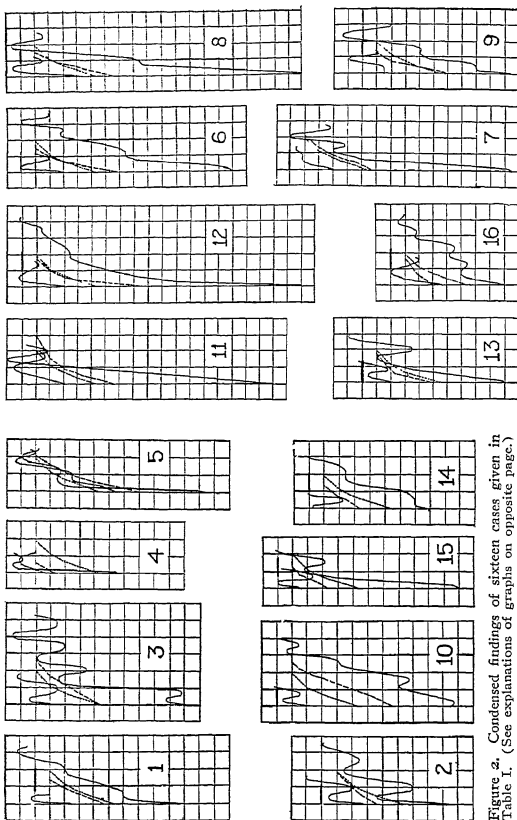 1 3 4 5 11 12 6 8
2 10 15 14 13 16 7 9
Figure 2. Condensed findings of sixteen cases given in
Table I. (See explanations of graphs on opposite page.)